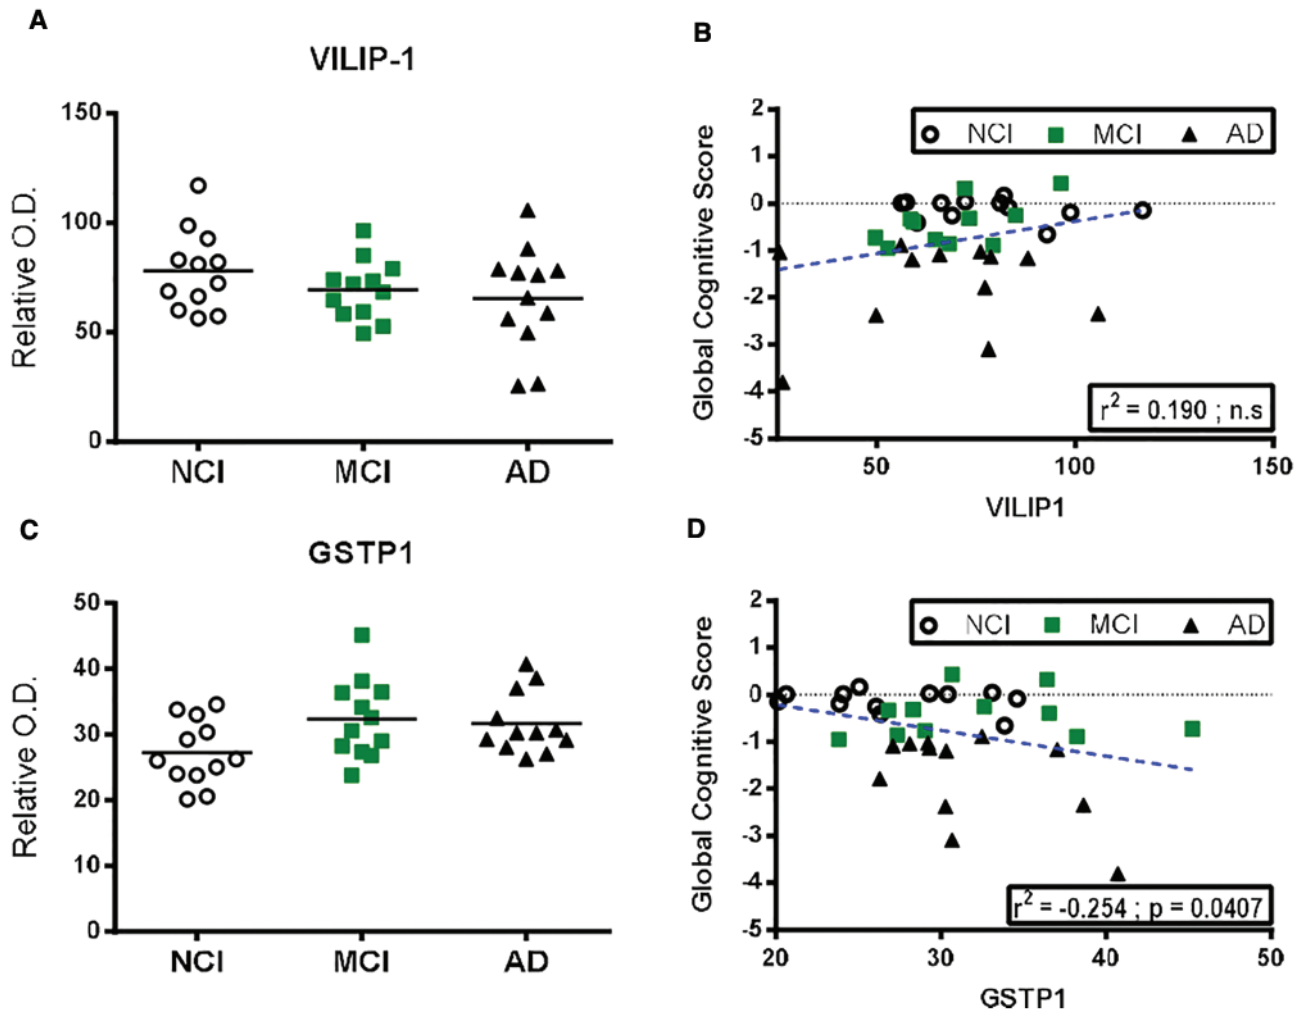 A
VILIP-1
Relative O.D.
150
100
50
0
NCI
MCI
AD
B
Global Cognitive Score
2
1
0
-1
-2
-3
-4
-5
NCI MCI AD
r² = 0.190 ; n.s
50
100
150
VILIP1
C
GSTP1
Relative O.D.
50
40
30
20
10
0
NCI
MCI
AD
D
Global Cognitive Score
2
1
0
-1
-2
-3
-4
-5
NCI MCI AD
r² = -0.254 ; p = 0.0407
20
30
40
50
GSTP1